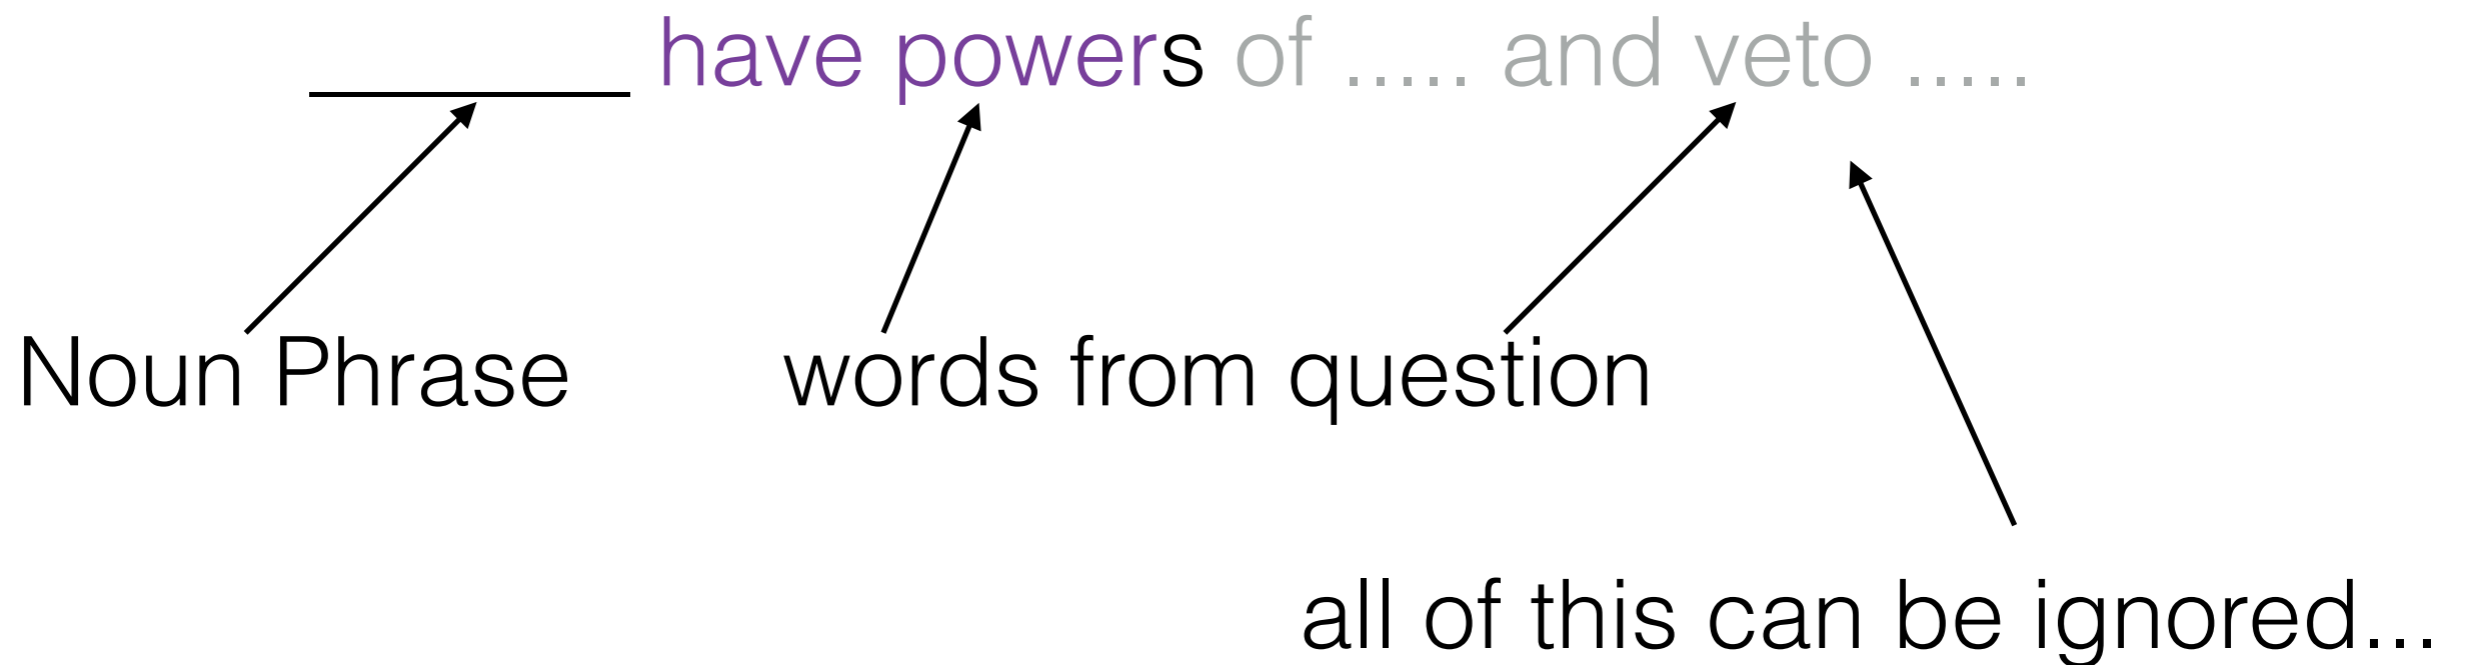 have powers of ..... and veto .....
Noun Phrase
words from question
all of this can be ignored...